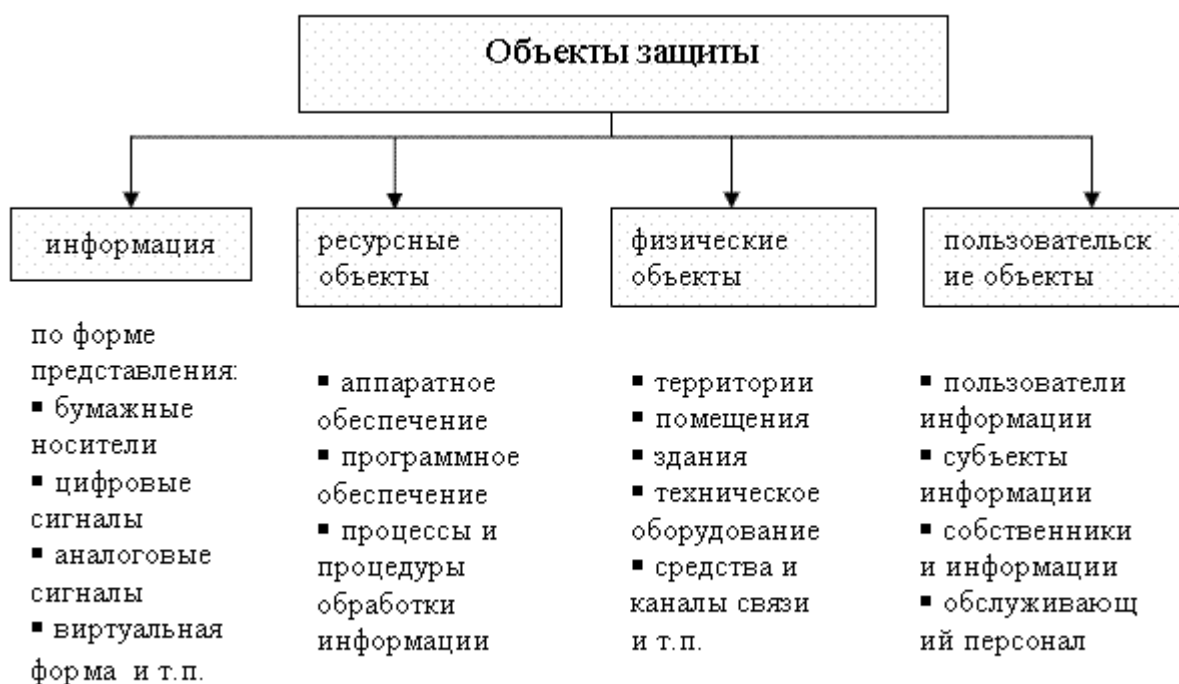 Объекты защиты
информация
по форме
представления:
▪ бумажные
носители
▪ цифровые
сигналы
▪ аналоговые
сигналы
▪ виртуальная
форма и т.п.
ресурсные
объекты
▪ аппаратное
обеспечение
▪ программное
обеспечение
▪ процессы и
процедуры
обработки
информации
физические
объекты
▪ территории
▪ помещения
▪ здания
▪ техническое
оборудование
▪ средства и
каналы связи
и т.п.
пользовательск
ие объекты
▪ пользователи
информации
▪ субъекты
информации
▪ собственники
и информации
▪ обслуживающ
ий персонал